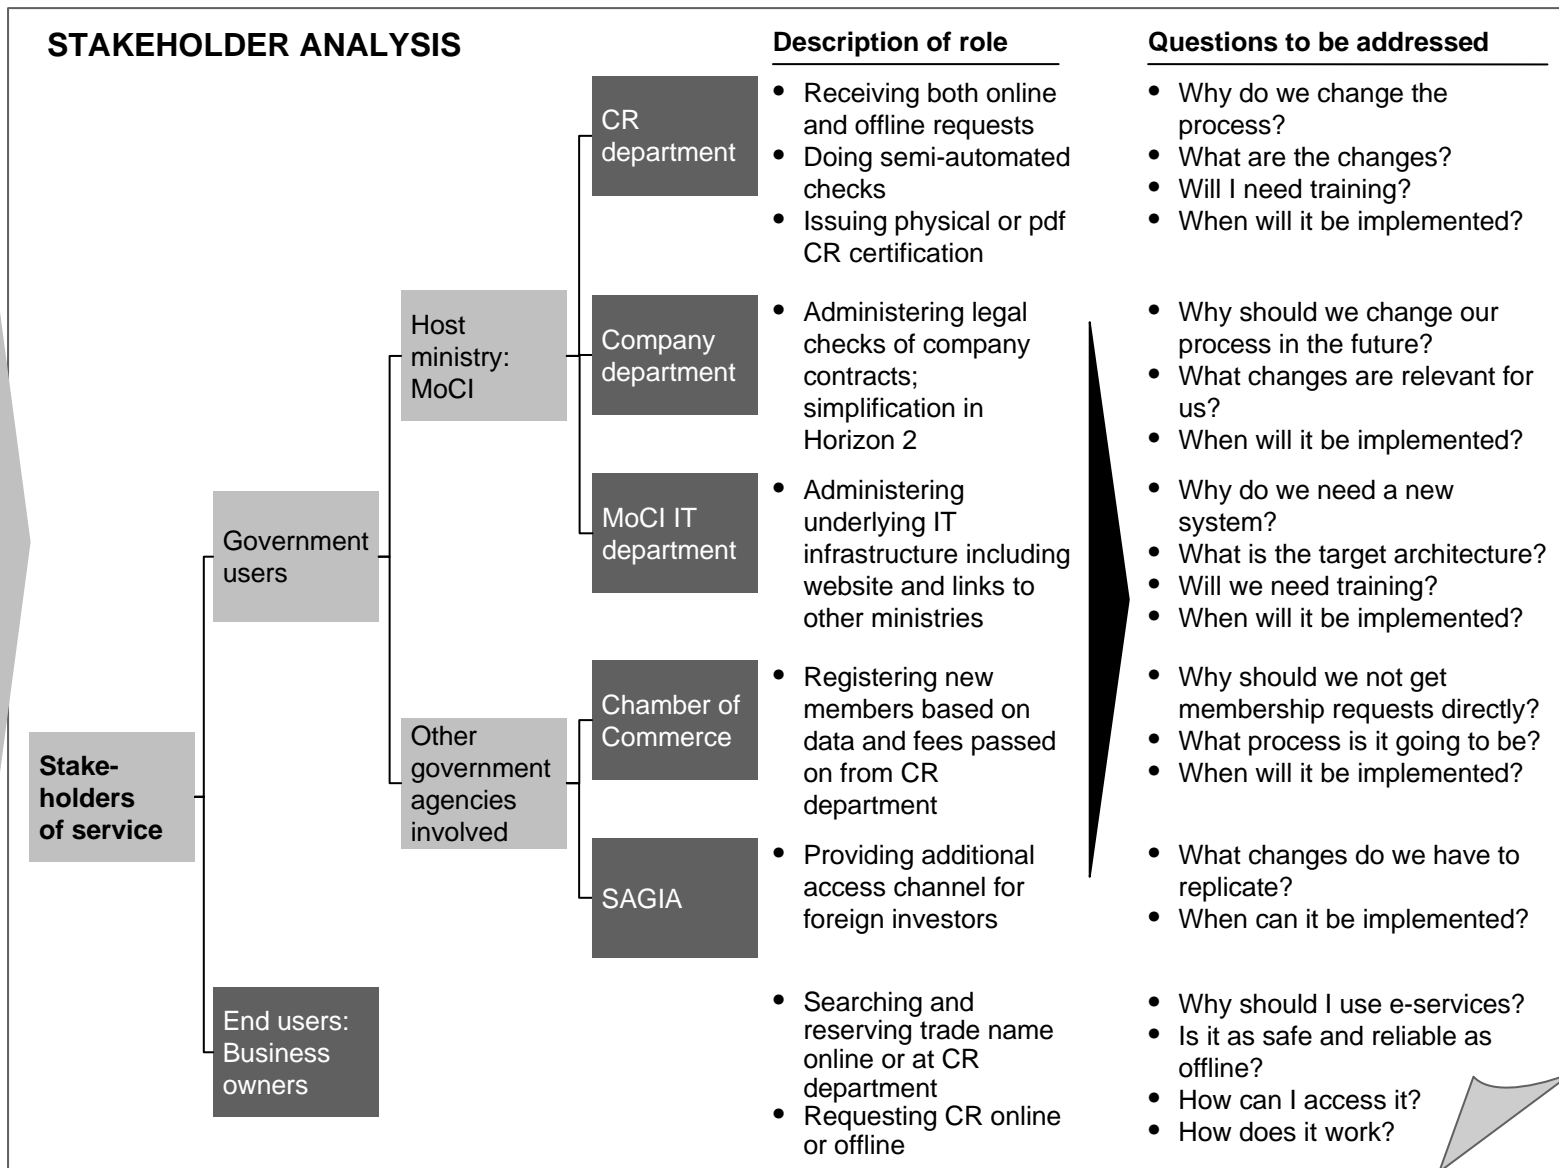 STAKEHOLDER ANALYSIS
Description of role
Questions to be addressed
Stake-
holders
of service
Government
users
Host
ministry:
MoCI
CR
department
• Receiving both online
and offline requests
• Doing semi-automated
checks
• Issuing physical or pdf
CR certification
• Why do we change the
process?
• What are the changes?
• Will I need training?
• When will it be implemented?
Company
department
• Administering legal
checks of company
contracts;
simplification in
Horizon 2
• Why should we change our
process in the future?
• What changes are relevant for
us?
• When will it be implemented?
MoCI IT
department
• Administering
underlying IT
infrastructure including
website and links to
other ministries
• Why do we need a new
system?
• What is the target architecture?
• Will we need training?
• When will it be implemented?
Other
government
agencies
involved
Chamber of
Commerce
• Registering new
members based on
data and fees passed
on from CR
department
• Why should we not get
membership requests directly?
• What process is it going to be?
• When will it be implemented?
SAGIA
• Providing additional
access channel for
foreign investors
• What changes do we have to
replicate?
• When can it be implemented?
End users:
Business
owners
• Searching and
reserving trade name
online or at CR
department
• Requesting CR online
or offline
• Why should I use e-services?
• Is it as safe and reliable as
offline?
• How can I access it?
• How does it work?